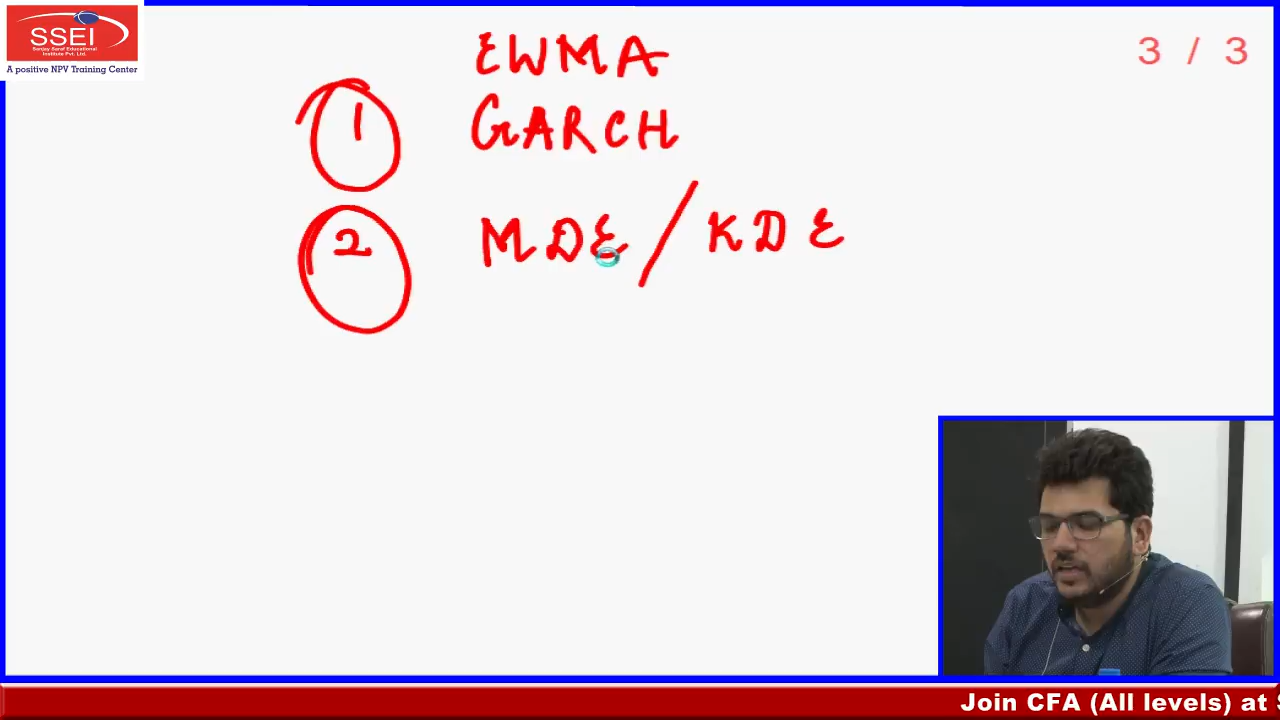 SSEI
Sanjay Saraf Educational
Institute Pvt. Ltd.
A positive NPV Training Center
3 / 3
EWMA
1 GARCH
2 MDE / KDE
Join CFA (All levels) at S